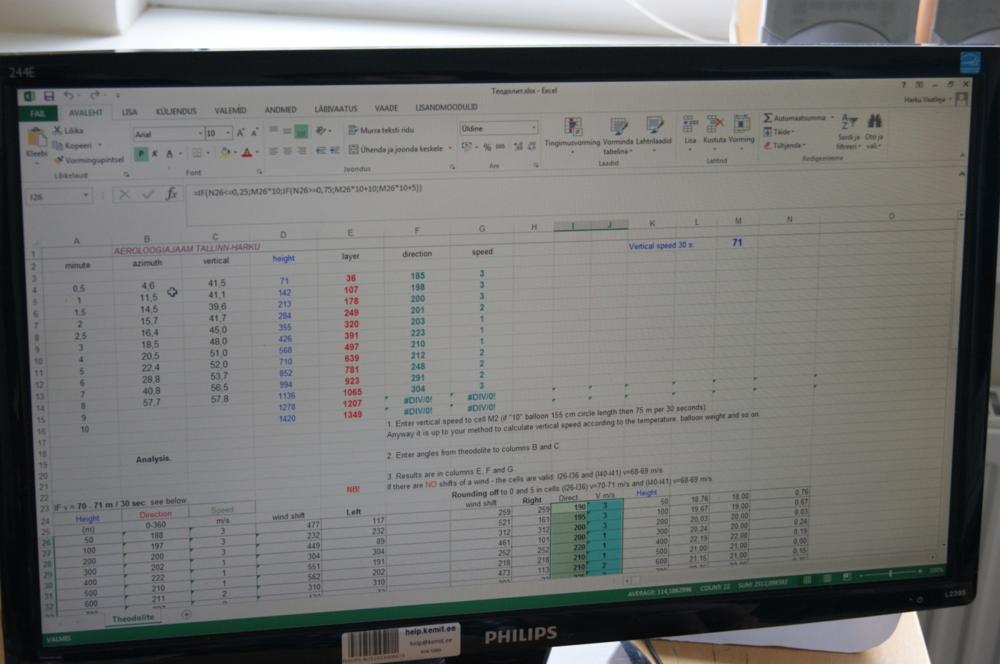 244E
Теодолит.xlsx - Excel
Harku Vaatleja
FAIL AVALEHT LISA KÜLJENDUS VALEMID ANDMED LÄBIVAATUS VAADE LISANDMOODULID
Kleebi
Lõika
Kopeeri
Vormingupintsel
Lõikelaud
Arial 10
P K A
Font
Murra teksti ridu
Ühenda ja joonda keskele
Joondus
Üldine
% 000
Arv
Tingimusvorming Vorminda tabelina Lahtrilaadid
Laadid
Lisa Kustuta Vorming
Lahtrid
Automaatsumma
Täide
Tühjenda
Sordi ja filtreeri
Otsi ja vali
Redigeerimine
I26 fx =IF(N26<=0,25;M26*10;IF(N26>=0,75;M26*10+10;M26*10+5))
A B C D E F G H I J K L M N O
1 AEROLOOGIAJAAM TALLINN-HARKU Vertical speed 30 s: 71
2 minute azimuth vertical height layer direction speed
3
4 0,5 4,6 41,5 71 36 185 3
5 1 11,5 41,1 142 107 198 3
6 1,5 14,5 39,6 213 178 200 3
7 2 15,7 41,7 284 249 201 2
8 2,5 16,4 45,0 355 320 203 1
9 3 18,5 48,0 426 391 223 1
10 4 20,5 51,0 568 497 210 1
11 5 22,4 52,0 710 639 212 2
12 6 28,8 53,7 852 781 248 2
13 7 40,8 56,5 994 923 291 2
14 8 57,7 57,8 1136 1065 304 3
15 9 1278 1207 #DIV/0! #DIV/0!
16 10 1420 1349 #DIV/0! #DIV/0!
17 1. Enter vertical speed to cell M2 (if "10" balloon 155 cm circle length then 75 m per 30 seconds).
18 Anyway it is up to your method to calculate vertical speed according to the temperature, balloon weight and so on.
19 Analysis.
20 2. Enter angles from theodolite to columns B and C.
21
22 3. Results are in columns E, F and G.
NB! If there are NO shifts of a wind - the cells are valid: I26-I36 and (I40-I41) v=68-69 m/s.
23 IF v = 70 - 71 m / 30 sec. see below. Rounding off to 0 and 5 in cells (I26-I36) v=70-71 m/s and (I40-I41) v=68-69 m/s.
24 Height Direction Speed wind shift Left wind shift Right Direct. V m/s Height
25 (m) 0-360 m/s
26 50 188 3 477 117 259 259 190 3 50 18,76 18,00 0,76
27 100 197 3 232 232 521 161 195 3 100 19,67 19,00 0,67
28 200 200 3 449 89 312 312 200 3 200 20,03 20,00 0,03
29 300 202 1 304 304 461 101 200 1 300 20,24 20,00 0,24
30 400 222 1 551 191 252 252 220 1 400 22,19 22,00 0,19
31 500 210 1 562 202 218 218 210 1 500 21,00 21,00 0,00
32 600 211 2 310 310 473 113 210 2 600 21,15 21,00 0,15
Theodolite
VALMIS AVERAGE: 114,1862996 COUNT: 22 SUM: 2512,098592 100%
L2395
help.kemit.ee
help@kemit.ee
626 5000
PHILIPS